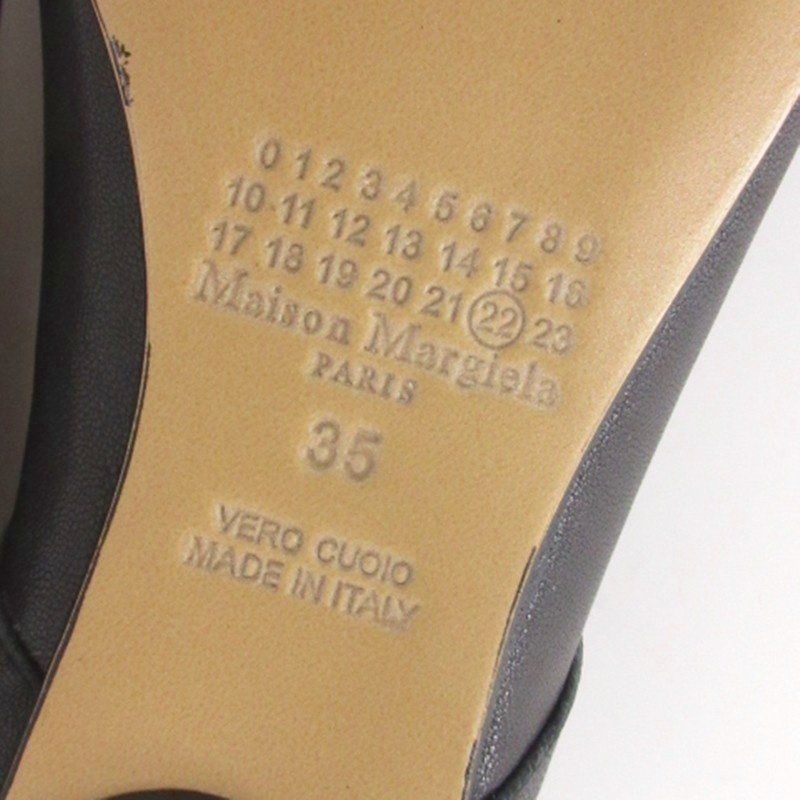 0 1 2 3 4 5 6 7 8 9
10 11 12 13 14 15 16
17 18 19 20 21 22 23
Maison Margiela
PARIS
35
VERO CUOIO
MADE IN ITALY